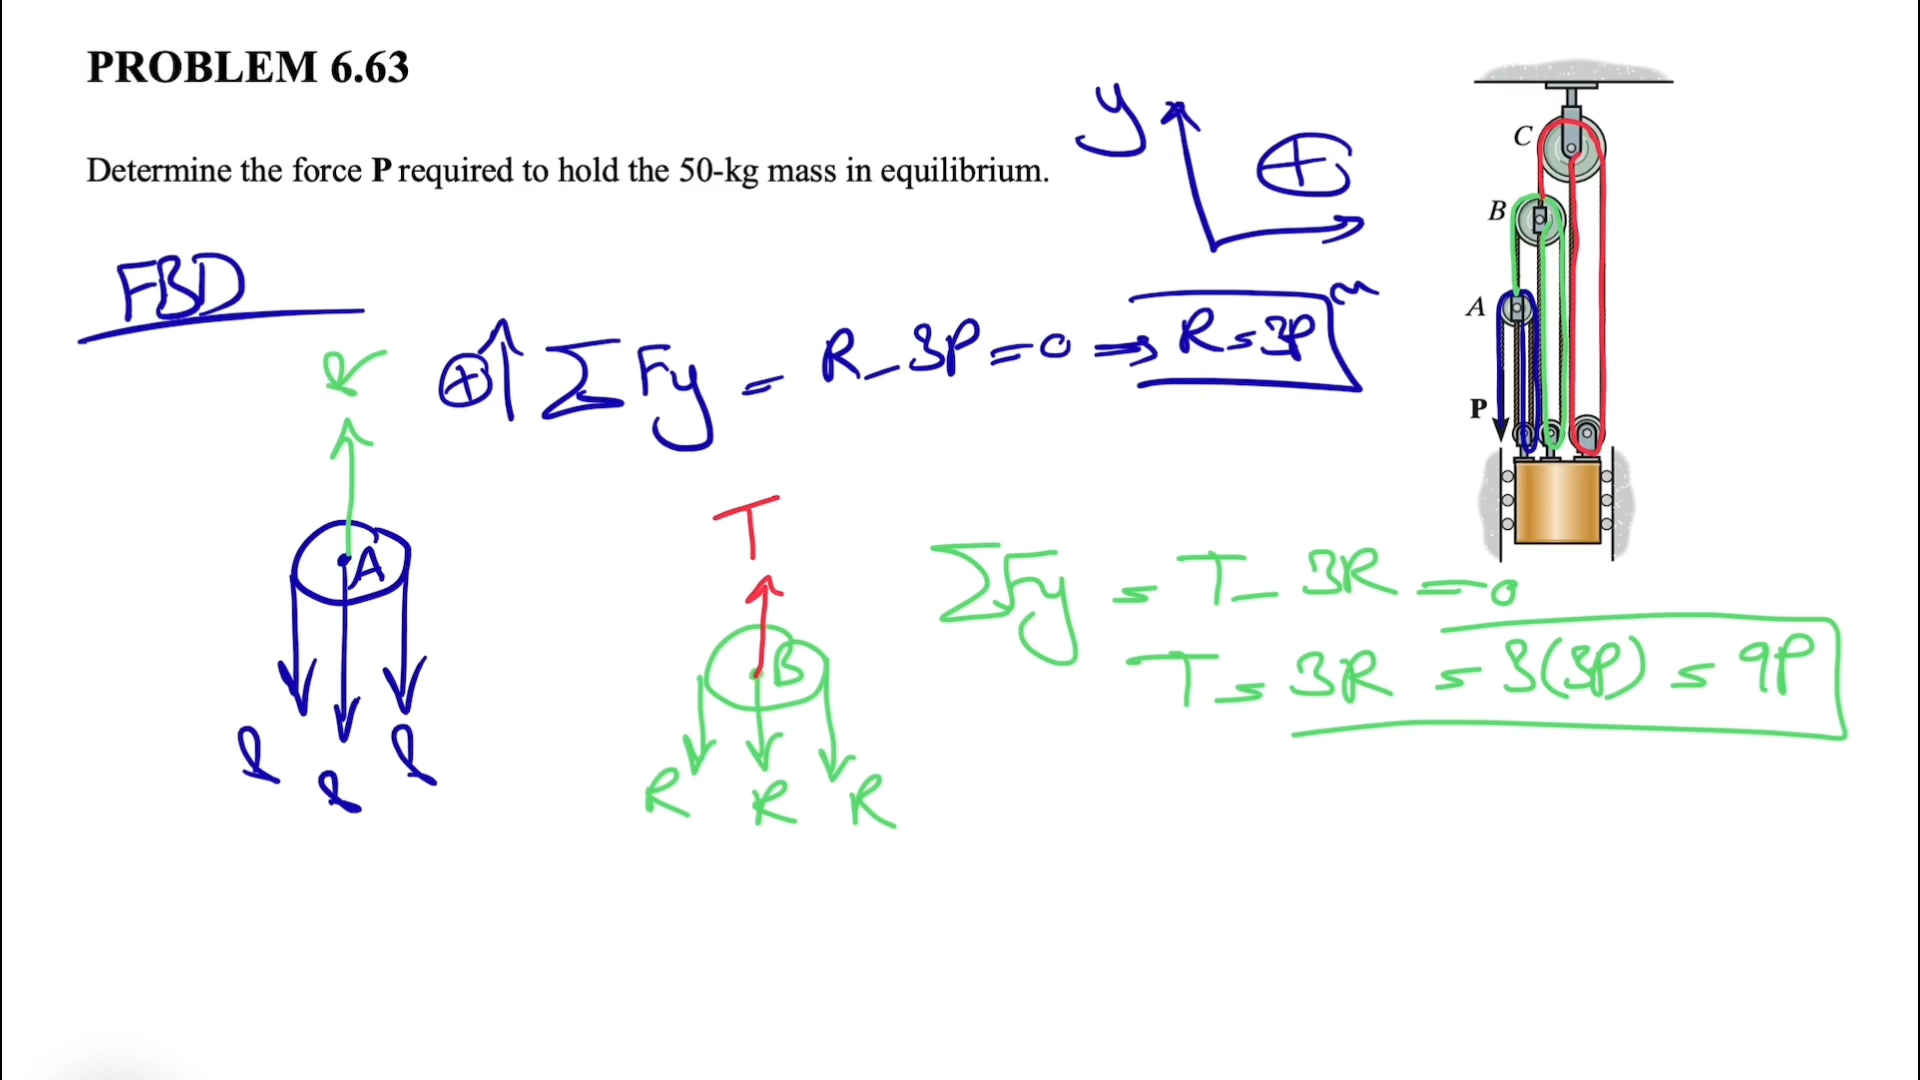 PROBLEM 6.63
Determine the force P required to hold the 50-kg mass in equilibrium.
y
+
C
B
A
P
FBD
R
+ ΣFy = R - 3P = 0 ⇒ R = 3P
A
P P P
T
B
R R R
ΣFy = T - 3R = 0
T = 3R = 3(3P) = 9P